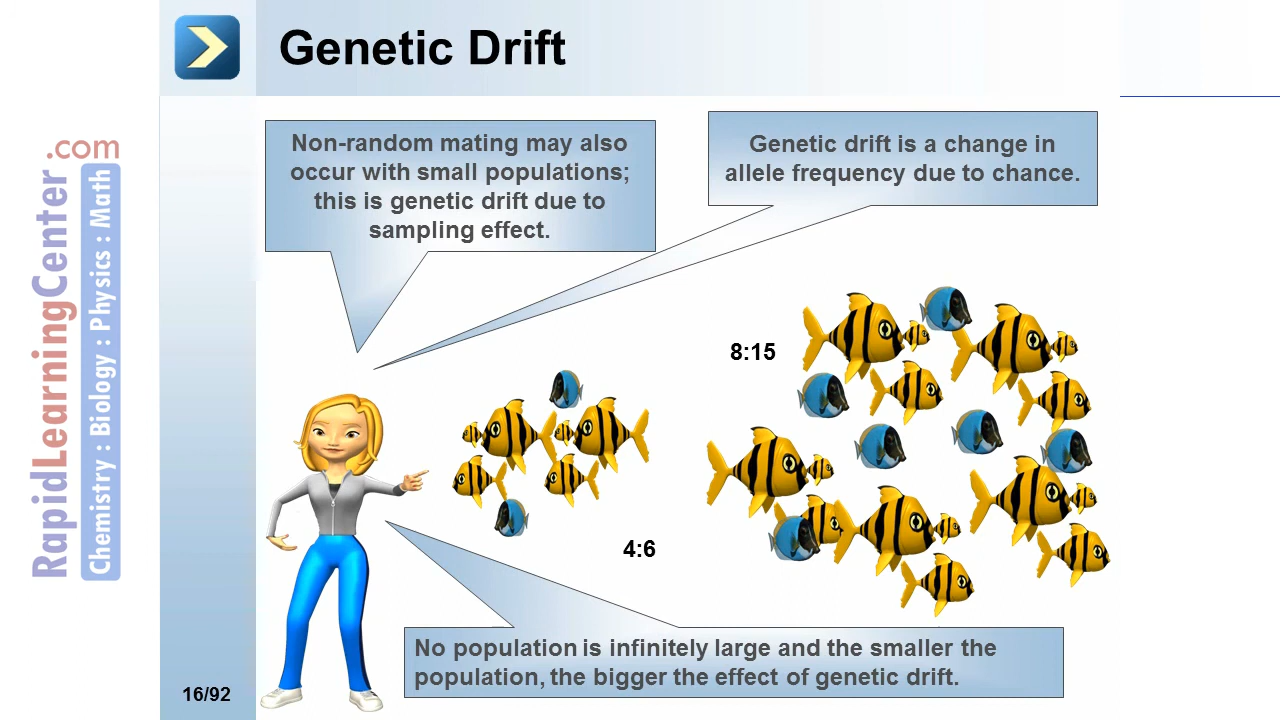 Genetic Drift
Non-random mating may also
occur with small populations;
this is genetic drift due to
sampling effect.
Genetic drift is a change in
allele frequency due to chance.
8:15
4:6
No population is infinitely large and the smaller the
population, the bigger the effect of genetic drift.
16/92
RapidLearningCenter.com
Chemistry : Biology : Physics : Math